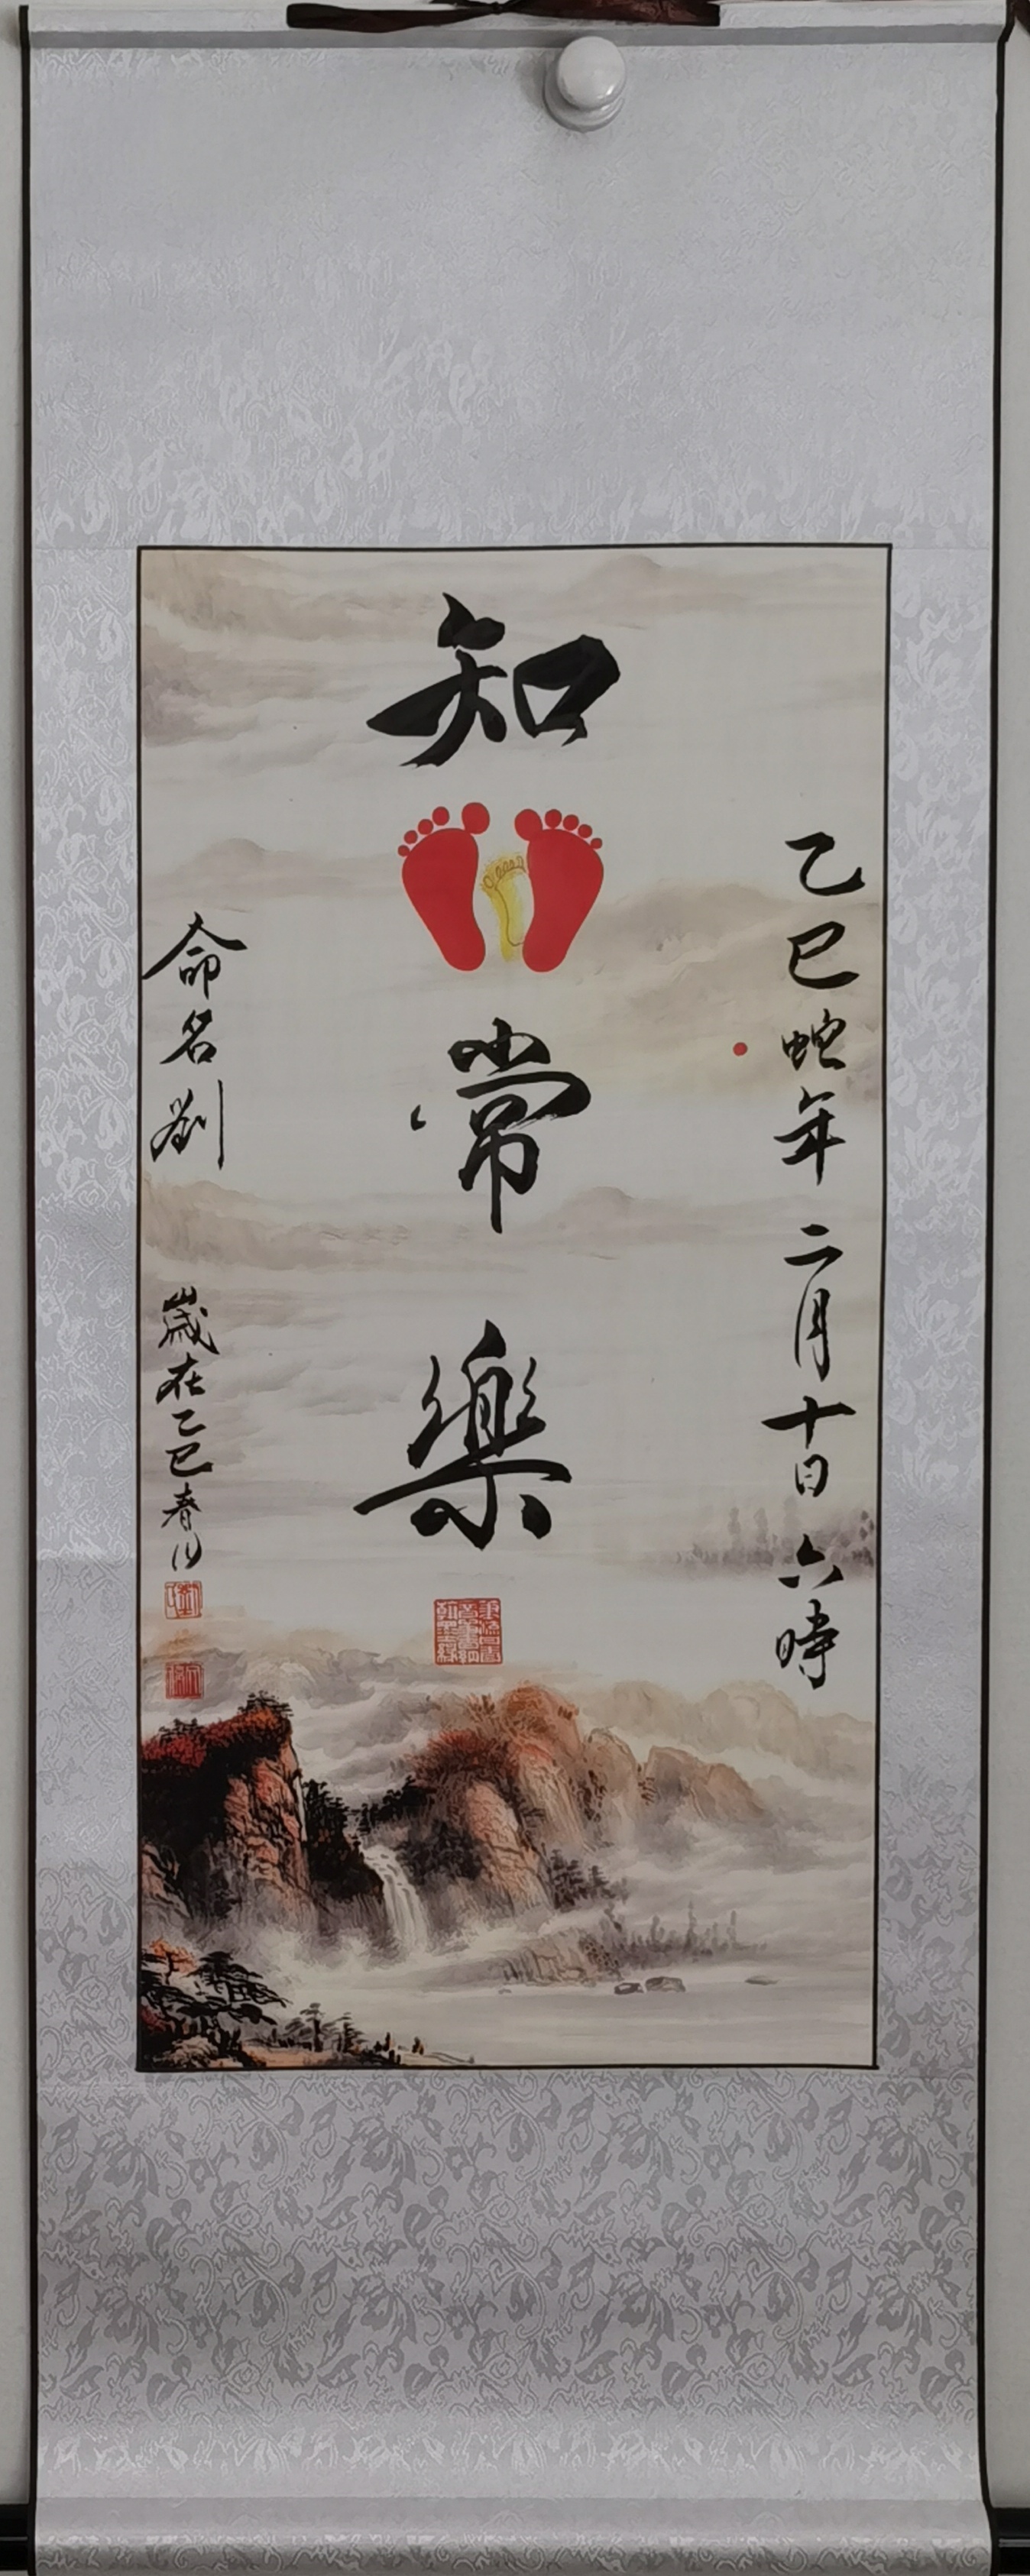 乙巳蛇年二月十日六時
知常樂
命名劉
歲在乙巳春月